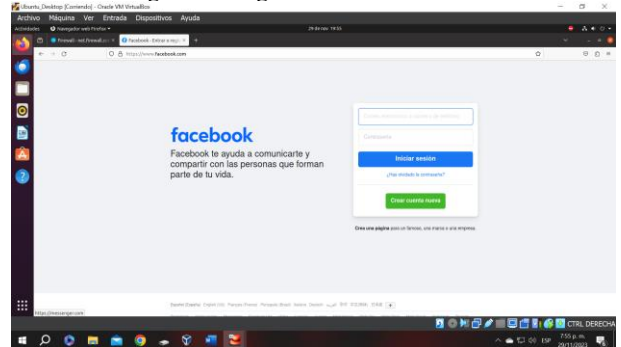 Ubuntu_Desktop [Corriendo] - Oracle VM VirtualBox
Archivo Máquina Ver Entrada Dispositivos Ayuda
Actividades Navegador web Firefox 29 de nov 19:55
Facebook - Entrar o regi
https://www.facebook.com
facebook
Facebook te ayuda a comunicarte y
compartir con las personas que forman
parte de tu vida.
Contraseña
Iniciar sesión
¿Has olvidado la contraseña?
Crear cuenta nueva
Crea una página para un famoso, una marca o una empresa.
https://messenger.com
CTRL DERECHA
ESP
7:55 p. m.
29/11/2023